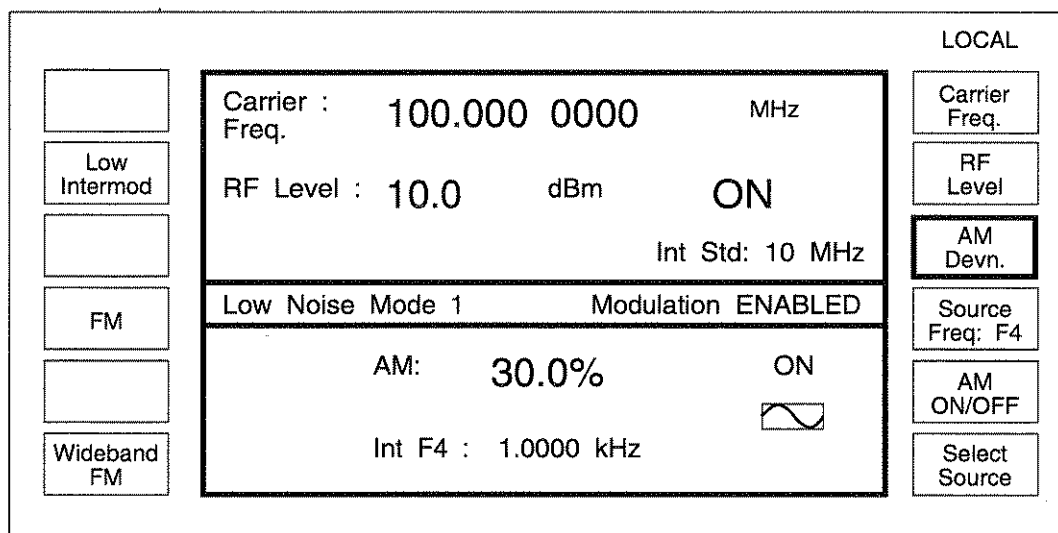 LOCAL
Low
Intermod
FM
Wideband
FM
Carrier :
Freq.
100.000 0000 MHz
RF Level : 10.0 dBm ON
Int Std: 10 MHz
Low Noise Mode 1 Modulation ENABLED
AM: 30.0% ON
Int F4 : 1.0000 kHz
Carrier
Freq.
RF
Level
AM
Devn.
Source
Freq: F4
AM
ON/OFF
Select
Source